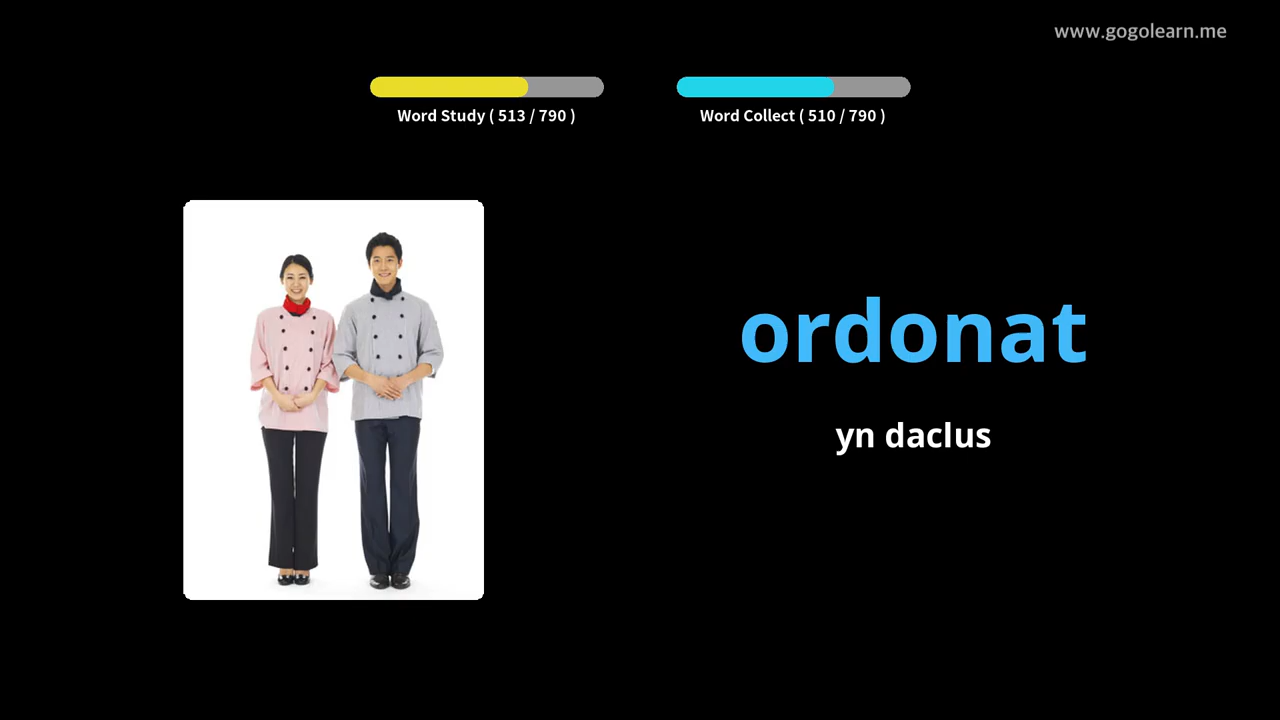 www.gogolearn.me
Word Study ( 513 / 790 )
Word Collect ( 510 / 790 )
ordonat
yn daclus